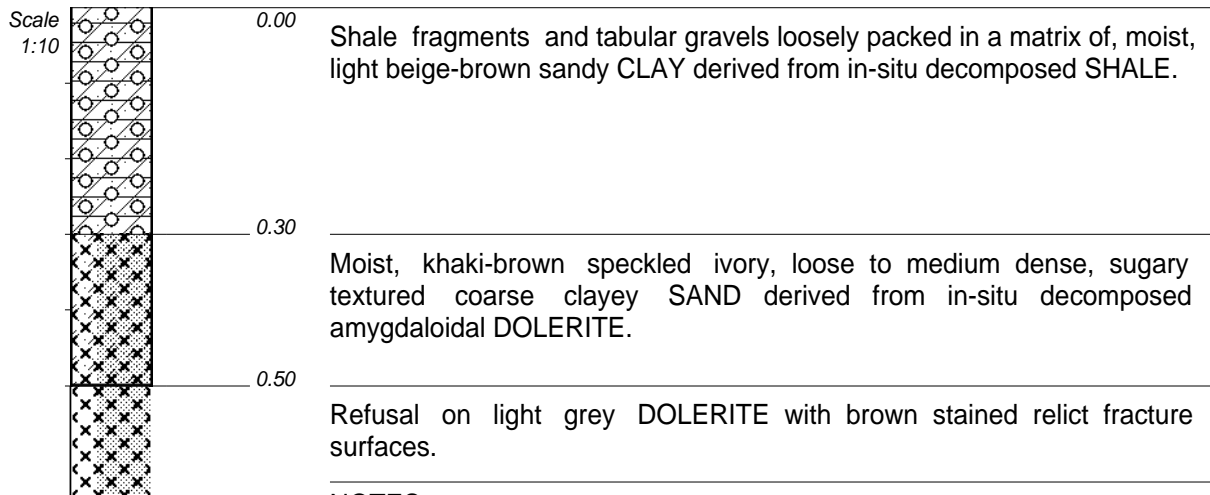 Scale
1:10
0.00
Shale fragments and tabular gravels loosely packed in a matrix of, moist,
light beige-brown sandy CLAY derived from in-situ decomposed SHALE.
0.30
Moist, khaki-brown speckled ivory, loose to medium dense, sugary
textured coarse clayey SAND derived from in-situ decomposed
amygdaloidal DOLERITE.
0.50
Refusal on light grey DOLERITE with brown stained relict fracture
surfaces.